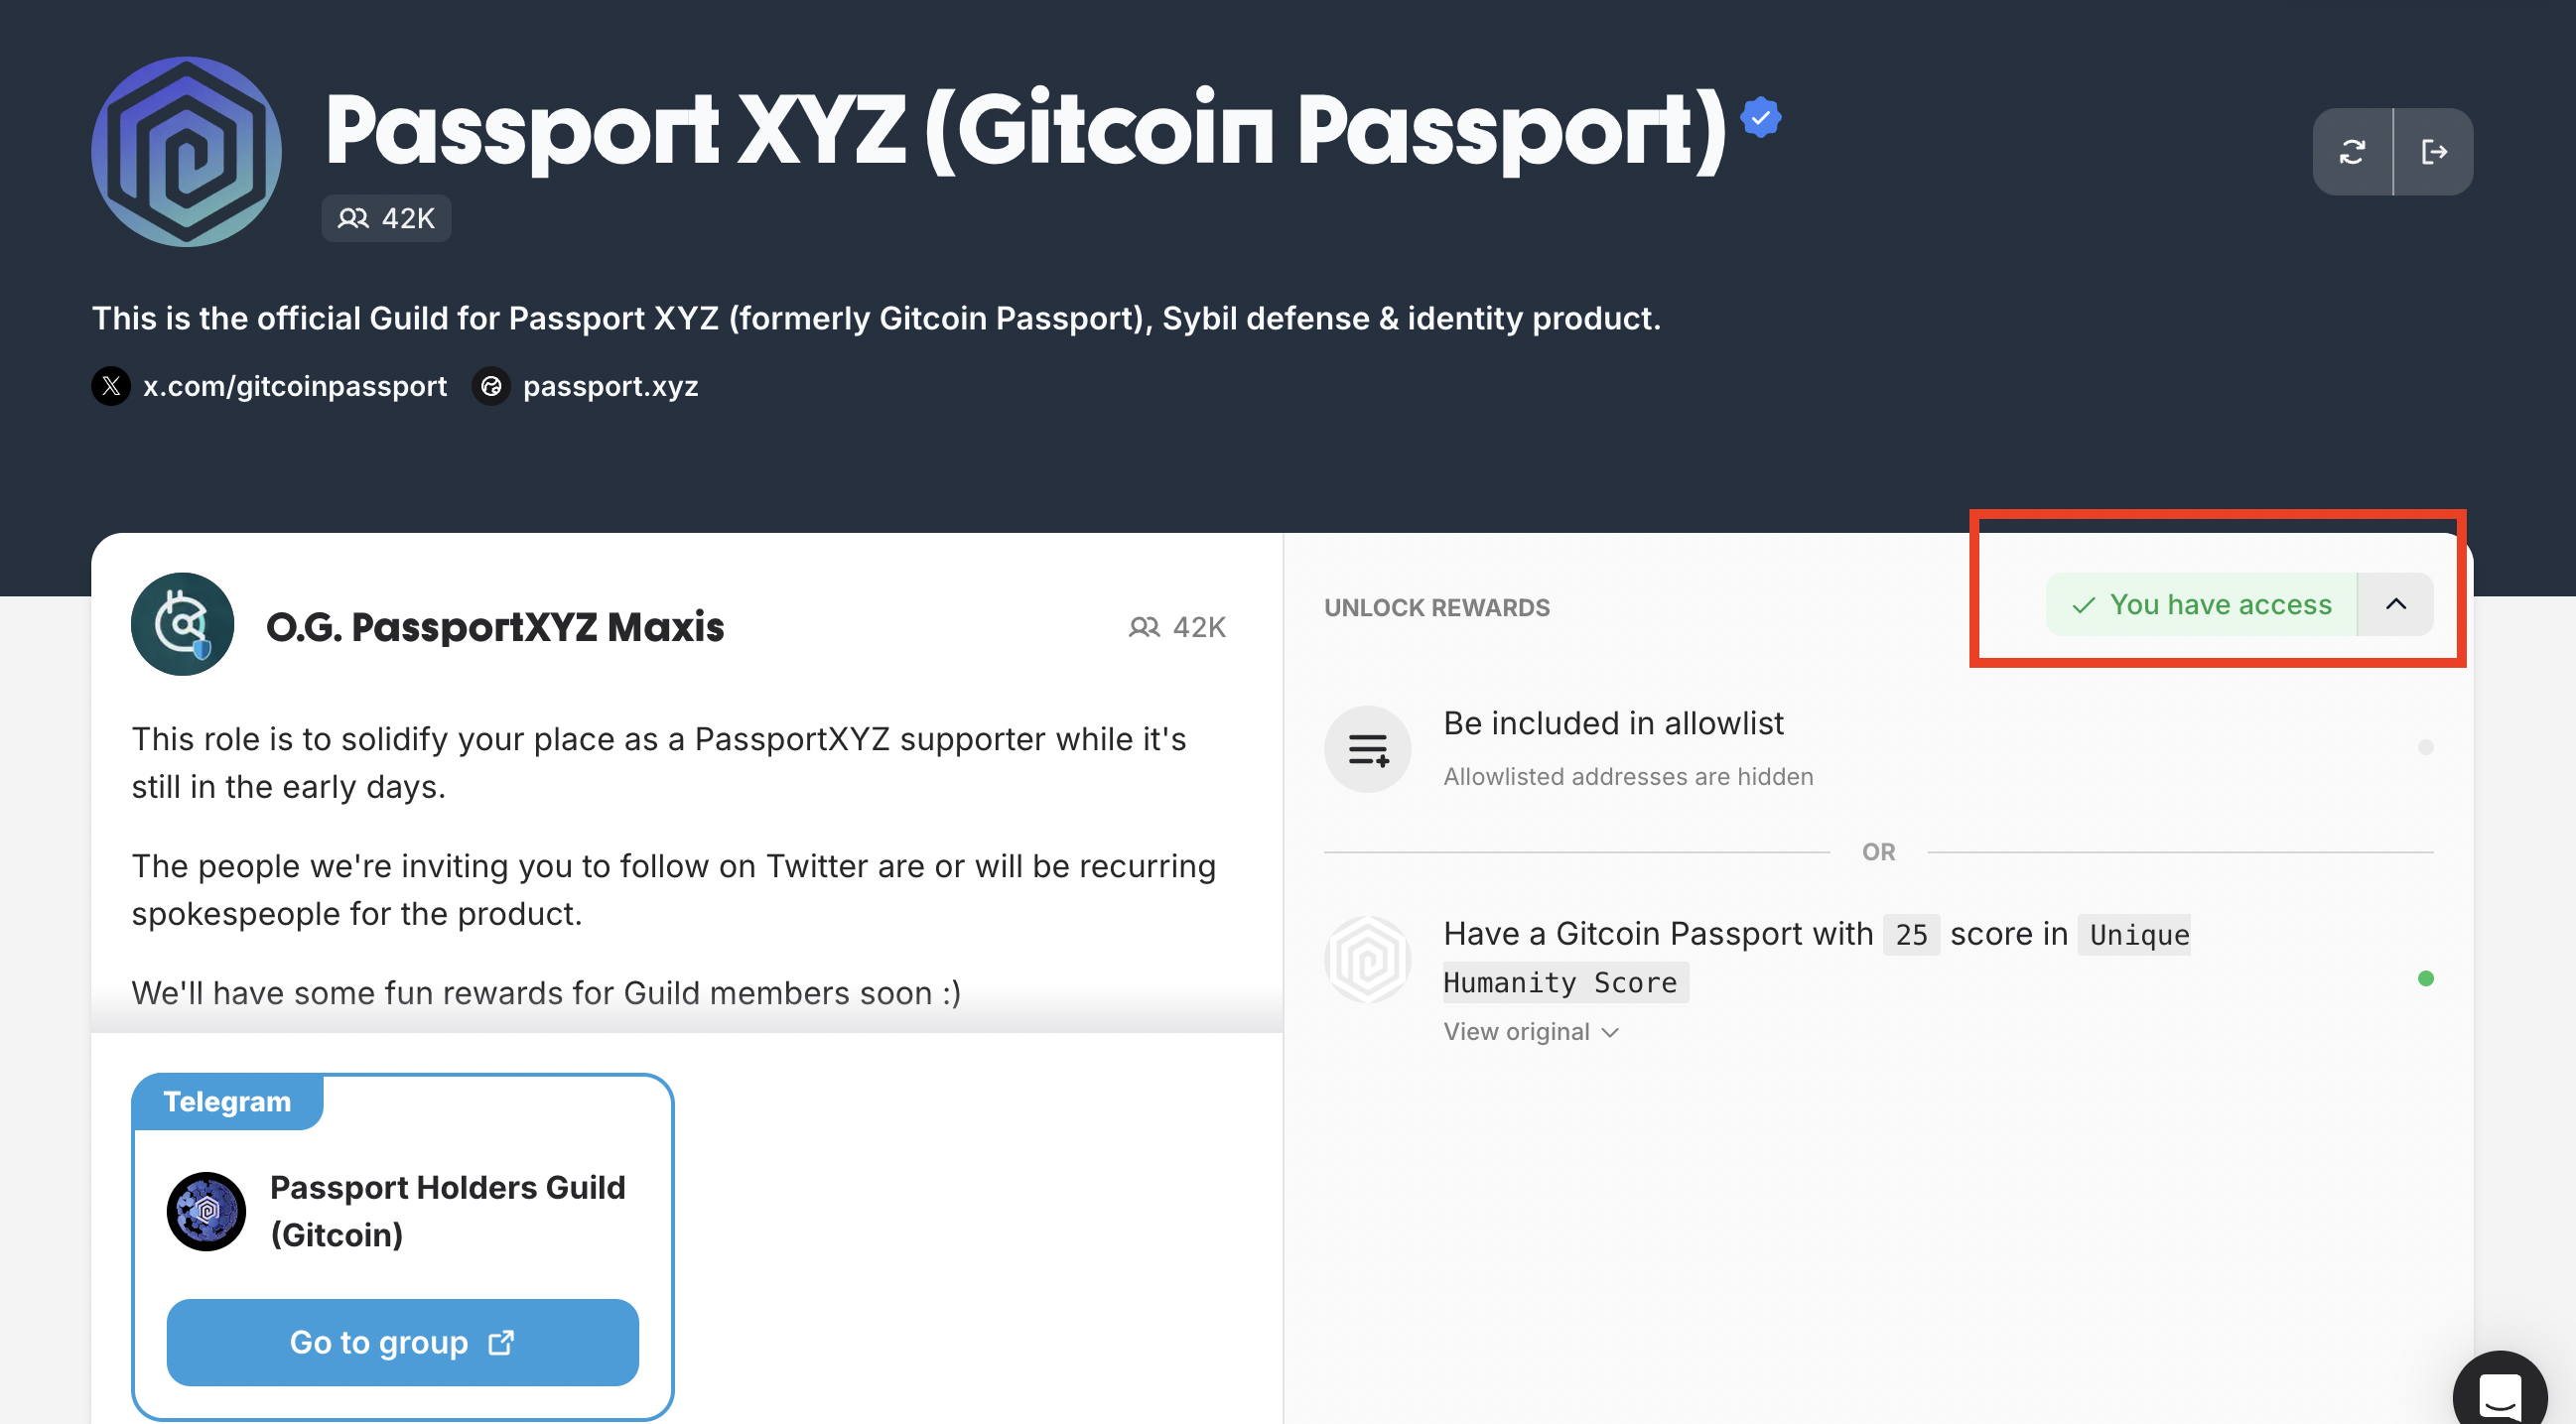 Passport XYZ (Gitcoin Passport)
42K
This is the official Guild for Passport XYZ (formerly Gitcoin Passport), Sybil defense & identity product.
x.com/gitcoinpassport passport.xyz
O.G. PassportXYZ Maxis 42K
This role is to solidify your place as a PassportXYZ supporter while it's
still in the early days.
The people we're inviting you to follow on Twitter are or will be recurring
spokespeople for the product.
We'll have some fun rewards for Guild members soon :)
Telegram
Passport Holders Guild
(Gitcoin)
Go to group
UNLOCK REWARDS
You have access
Be included in allowlist
Allowlisted addresses are hidden
OR
Have a Gitcoin Passport with 25 score in Unique
Humanity Score
View original